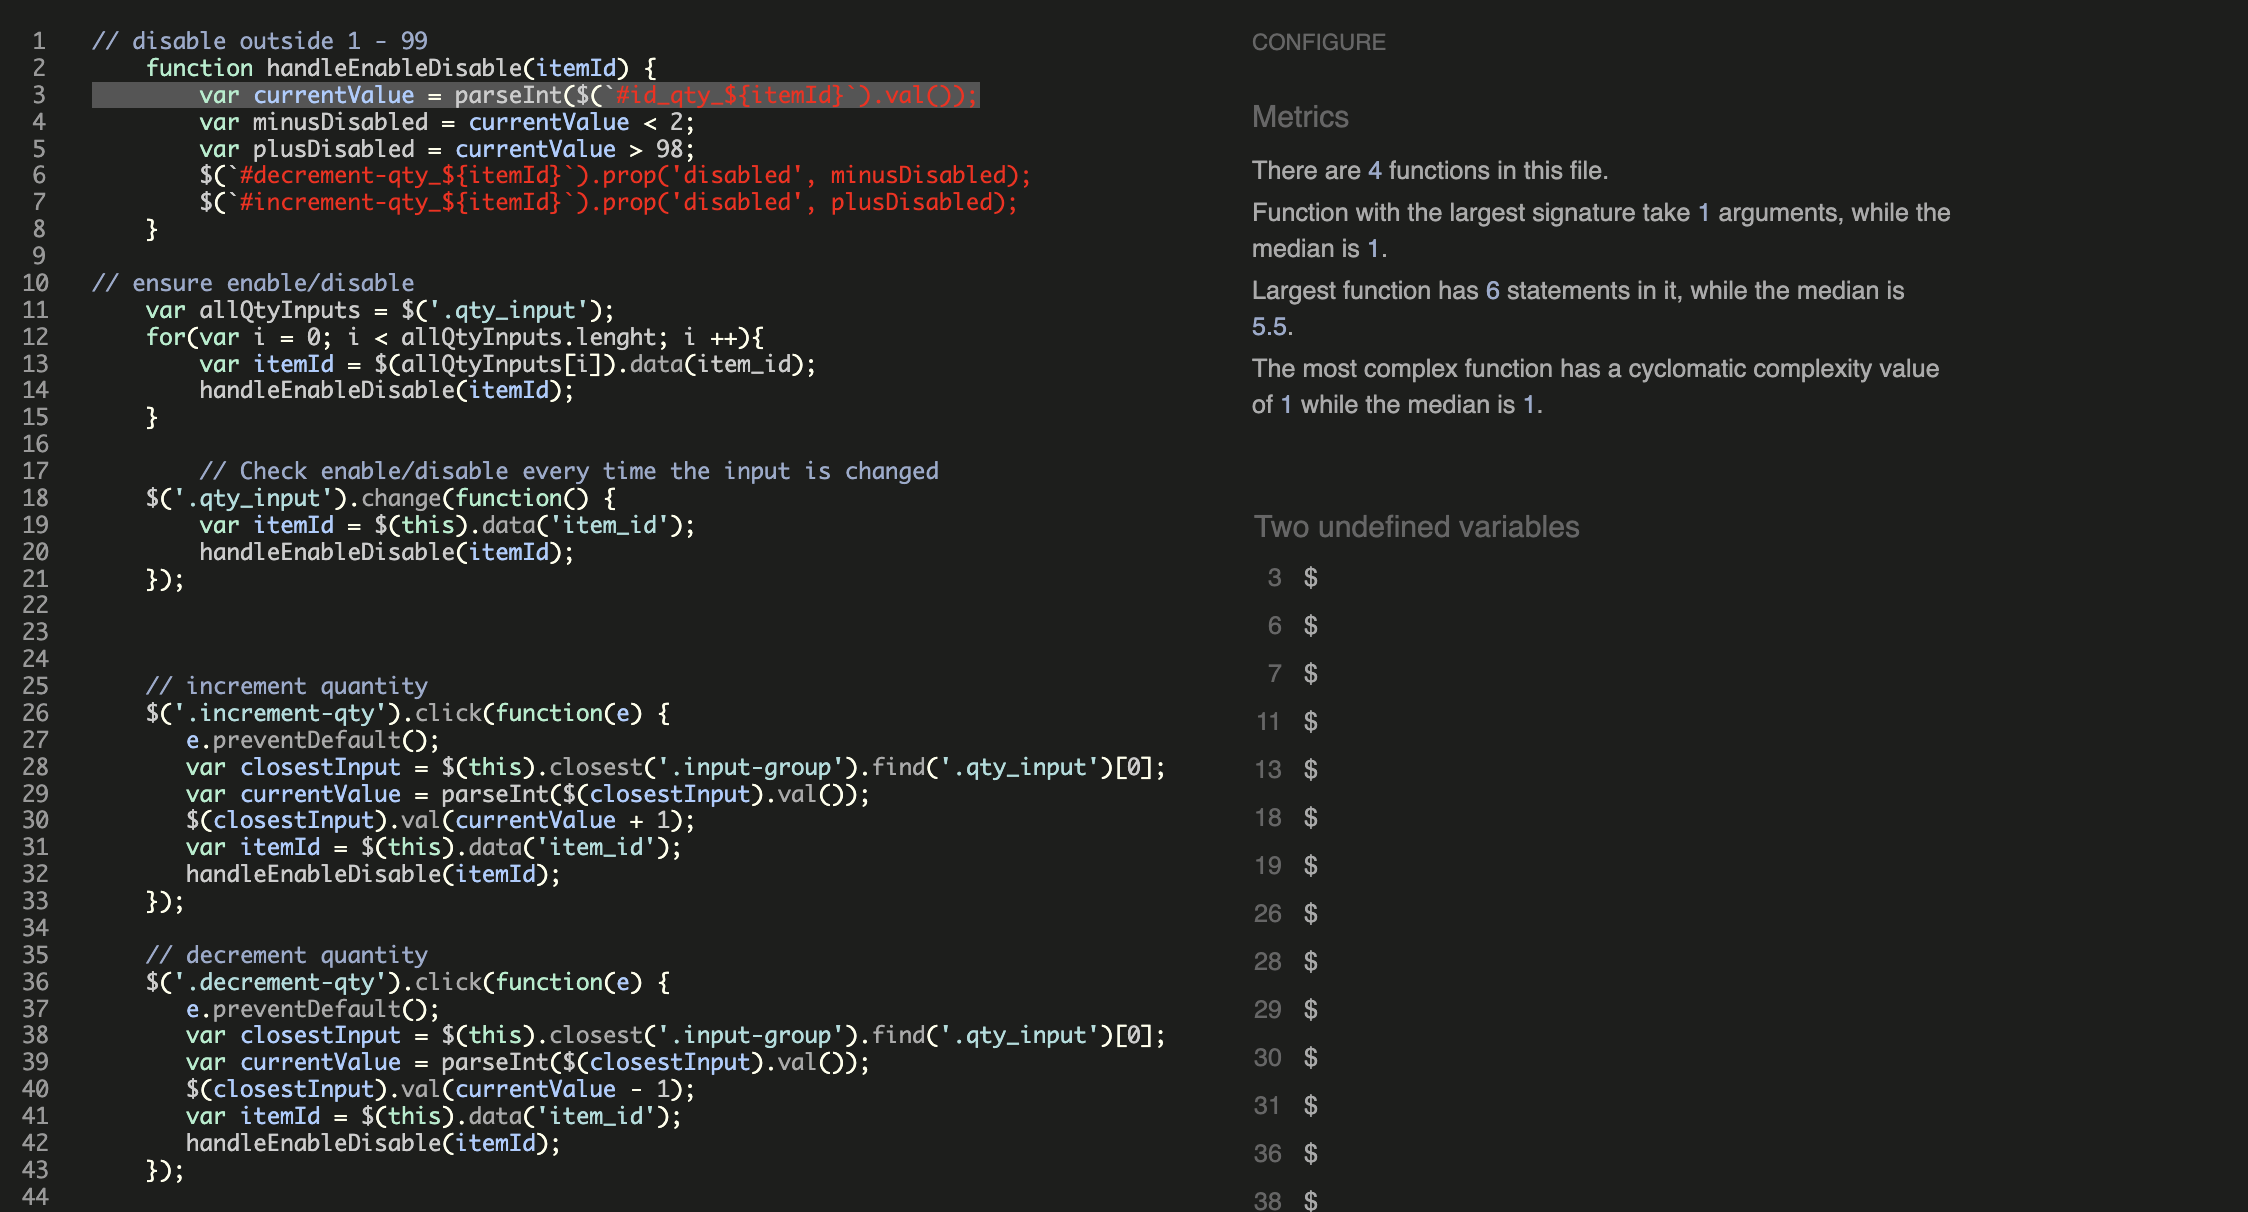 1 // disable outside 1 - 99
2 function handleEnableDisable(itemId) {
3 var currentValue = parseInt($(`#id_qty_${itemId}`).val());
4 var minusDisabled = currentValue < 2;
5 var plusDisabled = currentValue > 98;
6 $(`#decrement-qty_${itemId}`).prop('disabled', minusDisabled);
7 $(`#increment-qty_${itemId}`).prop('disabled', plusDisabled);
8 }
9
10 // ensure enable/disable
11 var allQtyInputs = $('.qty_input');
12 for(var i = 0; i < allQtyInputs.lenght; i ++){
13 var itemId = $(allQtyInputs[i]).data(item_id);
14 handleEnableDisable(itemId);
15 }
16
17 // Check enable/disable every time the input is changed
18 $('.qty_input').change(function() {
19 var itemId = $(this).data('item_id');
20 handleEnableDisable(itemId);
21 });
22
23
24
25 // increment quantity
26 $('.increment-qty').click(function(e) {
27 e.preventDefault();
28 var closestInput = $(this).closest('.input-group').find('.qty_input')[0];
29 var currentValue = parseInt($(closestInput).val());
30 $(closestInput).val(currentValue + 1);
31 var itemId = $(this).data('item_id');
32 handleEnableDisable(itemId);
33 });
34
35 // decrement quantity
36 $('.decrement-qty').click(function(e) {
37 e.preventDefault();
38 var closestInput = $(this).closest('.input-group').find('.qty_input')[0];
39 var currentValue = parseInt($(closestInput).val());
40 $(closestInput).val(currentValue - 1);
41 var itemId = $(this).data('item_id');
42 handleEnableDisable(itemId);
43 });
44
CONFIGURE
Metrics
There are 4 functions in this file.
Function with the largest signature take 1 arguments, while the
median is 1.
Largest function has 6 statements in it, while the median is
5.5.
The most complex function has a cyclomatic complexity value
of 1 while the median is 1.
Two undefined variables
3 $
6 $
7 $
11 $
13 $
18 $
19 $
26 $
28 $
29 $
30 $
31 $
36 $
38 $